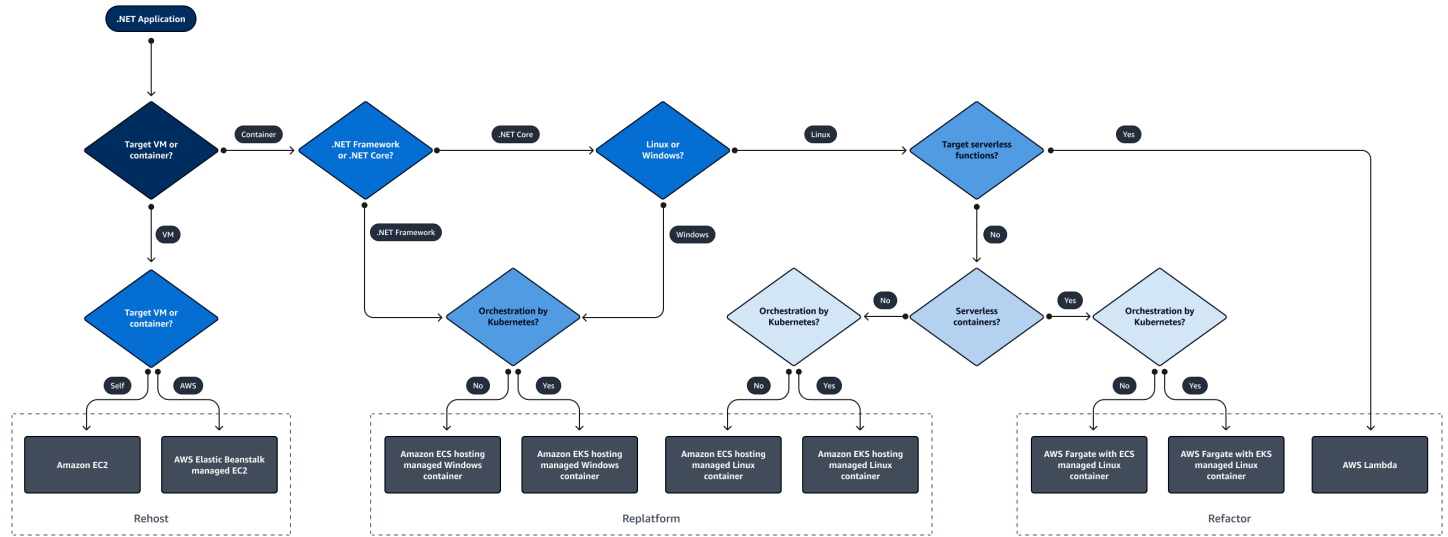 .NET Application
Target VM or
container?
Container
.NET Framework
or .NET Core?
.NET Core
Linux or
Windows?
Linux
Target serverless
functions?
Yes
VM
.NET Framework
Windows
No
Target VM or
container?
Orchestration by
Kubernetes?
Orchestration by
Kubernetes?
No
Serverless
containers?
Yes
Orchestration by
Kubernetes?
Self
AWS
No
Yes
No
Yes
No
Yes
Amazon EC2
AWS Elastic Beanstalk
managed EC2
Amazon ECS hosting
managed Windows
container
Amazon EKS hosting
managed Windows
container
Amazon ECS hosting
managed Linux
container
Amazon EKS hosting
managed Linux
container
AWS Fargate with ECS
managed Linux
container
AWS Fargate with EKS
managed Linux
container
AWS Lambda
Rehost
Replatform
Refactor